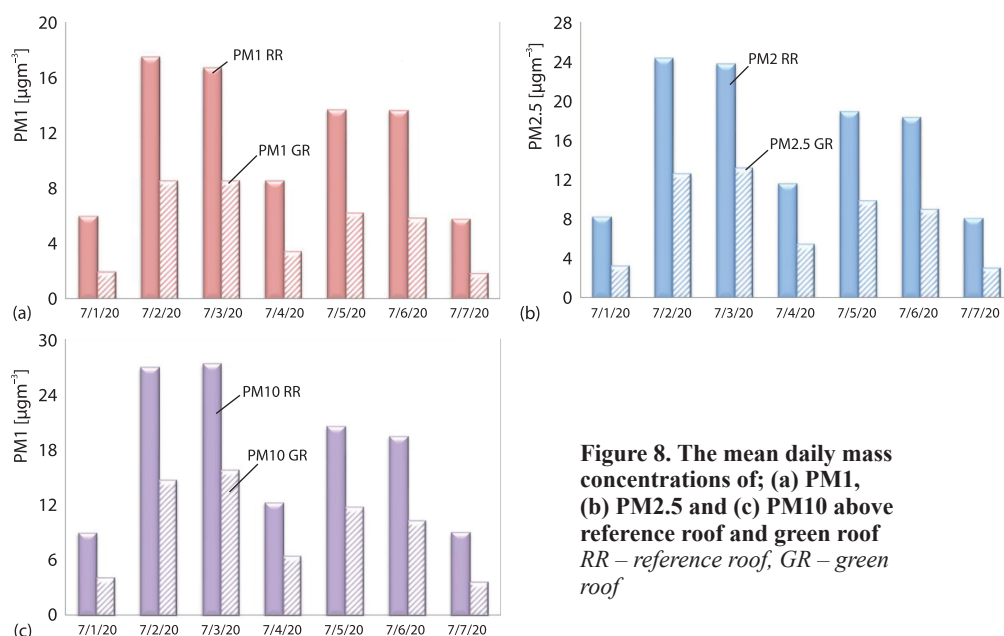 20
16
12
8
4
0
PM1 [µgm⁻³]
PM1 RR
PM1 GR
7/1/20 7/2/20 7/3/20 7/4/20 7/5/20 7/6/20 7/7/20
(a)
28
24
20
16
12
8
4
0
PM2.5 [µgm⁻³]
PM2 RR
PM2.5 GR
7/1/20 7/2/20 7/3/20 7/4/20 7/5/20 7/6/20 7/7/20
(b)
30
24
18
12
6
0
PM1 [µgm⁻³]
PM10 RR
PM10 GR
7/1/20 7/2/20 7/3/20 7/4/20 7/5/20 7/6/20 7/7/20
(c)
Figure 8. The mean daily mass
concentrations of; (a) PM1,
(b) PM2.5 and (c) PM10 above
reference roof and green roof
RR – reference roof, GR – green
roof